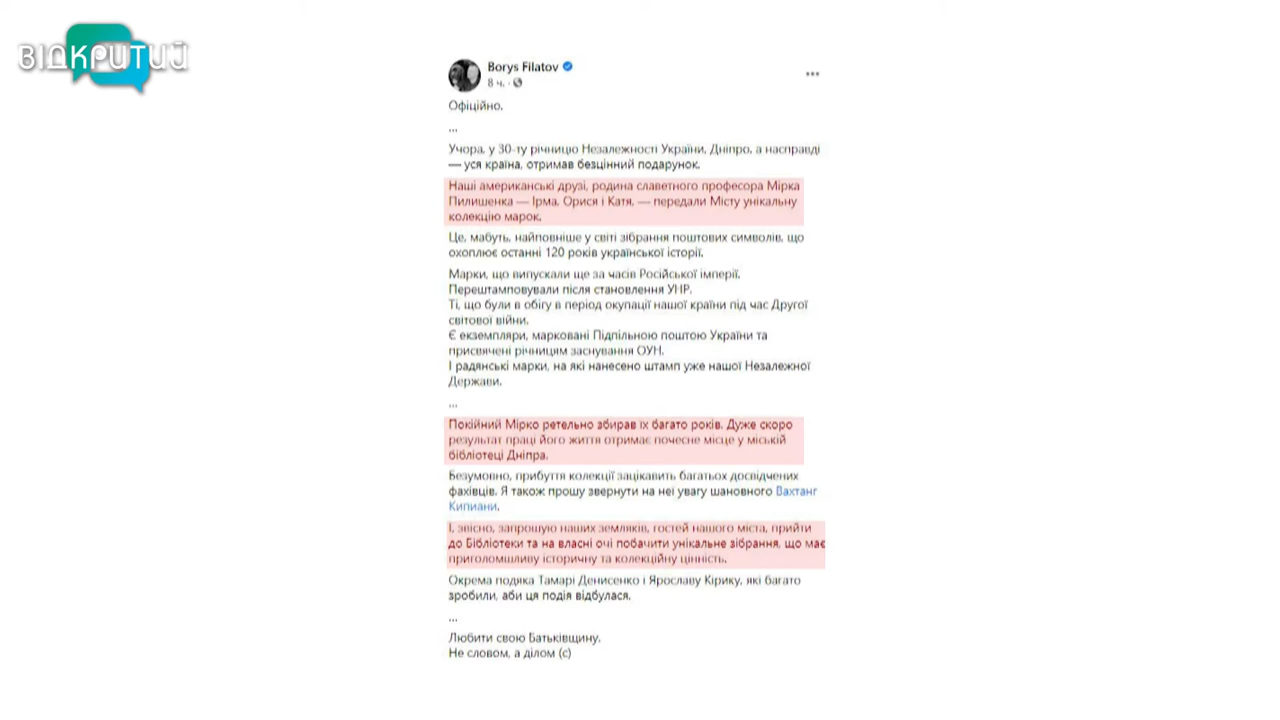 ВІДКРИТИЙ
Borys Filatov
8 ч. ·
Офіційно.
...
Учора, у 30-ту річницю Незалежності України, Дніпро, а насправді
— уся країна, отримав безцінний подарунок.
Наші американські друзі, родина славетного професора Мірка
Пилишенка — Ірма, Орися і Катя, — передали Місту унікальну
колекцію марок.
Це, мабуть, найповніше у світі зібрання поштових символів, що
охоплює останні 120 років української історії.
Марки, що випускали ще за часів Російської імперії.
Перештамповували після становлення УНР.
Ті, що були в обігу в період окупації нашої країни під час Другої
світової війни.
Є екземпляри, марковані Підпільною поштою України та
присвячені річницям заснування ОУН.
І радянські марки, на які нанесено штамп уже нашої Незалежної
Держави.
...
Покійний Мірко ретельно збирав їх багато років. Дуже скоро
результат праці його життя отримає почесне місце у міській
бібліотеці Дніпра.
Безумовно, прибуття колекції зацікавить багатьох досвідчених
фахівців. Я також прошу звернути на неї увагу шановного Вахтанг
Кипиани.
І, звісно, запрошую наших земляків, гостей нашого міста, прийти
до Бібліотеки та на власні очі побачити унікальне зібрання, що має
приголомшливу історичну та колекційну цінність.
Окрема подяка Тамарі Денисенко і Ярославу Кірику, які багато
зробили, аби ця подія відбулася.
...
Любити свою Батьківщину.
Не словом, а ділом (с)